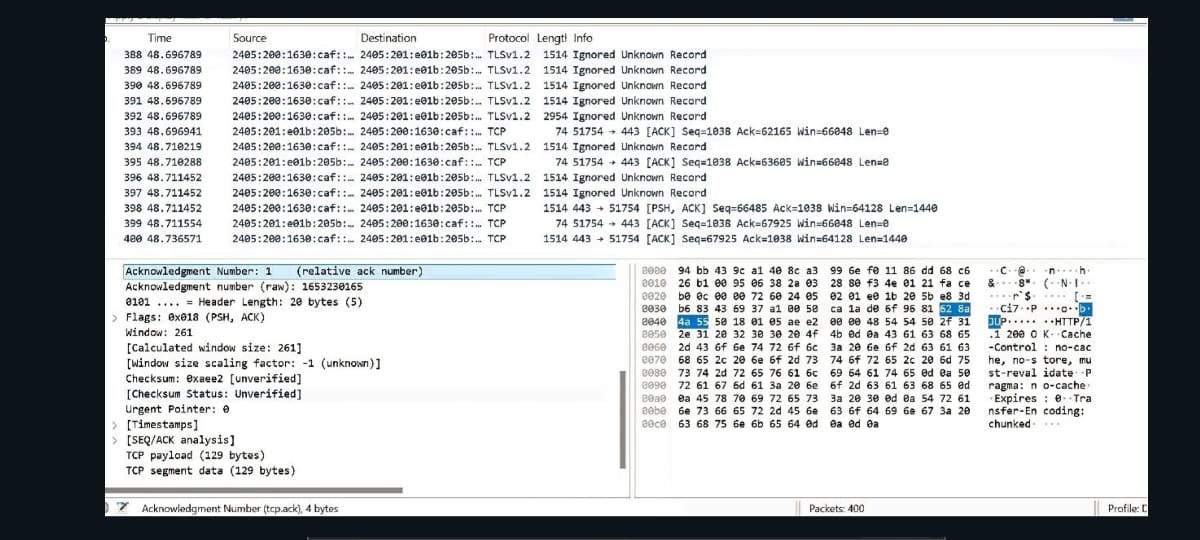 Time Source Destination Protocol Length Info
388 48.696789 2405:200:1630:caf::… 2405:201:e01b:205b:… TLSv1.2 1514 Ignored Unknown Record
389 48.696789 2405:200:1630:caf::… 2405:201:e01b:205b:… TLSv1.2 1514 Ignored Unknown Record
390 48.696789 2405:200:1630:caf::… 2405:201:e01b:205b:… TLSv1.2 1514 Ignored Unknown Record
391 48.696789 2405:200:1630:caf::… 2405:201:e01b:205b:… TLSv1.2 1514 Ignored Unknown Record
392 48.696789 2405:200:1630:caf::… 2405:201:e01b:205b:… TLSv1.2 2954 Ignored Unknown Record
393 48.696941 2405:201:e01b:205b:… 2405:200:1630:caf::… TCP 74 51754 → 443 [ACK] Seq=1038 Ack=62165 Win=66048 Len=0
394 48.710219 2405:200:1630:caf::… 2405:201:e01b:205b:… TLSv1.2 1514 Ignored Unknown Record
395 48.710288 2405:201:e01b:205b:… 2405:200:1630:caf::… TCP 74 51754 → 443 [ACK] Seq=1038 Ack=63605 Win=66048 Len=0
396 48.711452 2405:200:1630:caf::… 2405:201:e01b:205b:… TLSv1.2 1514 Ignored Unknown Record
397 48.711452 2405:200:1630:caf::… 2405:201:e01b:205b:… TLSv1.2 1514 Ignored Unknown Record
398 48.711452 2405:200:1630:caf::… 2405:201:e01b:205b:… TCP 1514 443 → 51754 [PSH, ACK] Seq=66485 Ack=1038 Win=64128 Len=1440
399 48.711554 2405:201:e01b:205b:… 2405:200:1630:caf::… TCP 74 51754 → 443 [ACK] Seq=1038 Ack=67925 Win=66048 Len=0
400 48.736571 2405:200:1630:caf::… 2405:201:e01b:205b:… TCP 1514 443 → 51754 [ACK] Seq=67925 Ack=1038 Win=64128 Len=1440
Acknowledgment Number: 1 (relative ack number)
Acknowledgment number (raw): 1653230165
0101 .... = Header Length: 20 bytes (5)
> Flags: 0x018 (PSH, ACK)
Window: 261
[Calculated window size: 261]
[Window size scaling factor: -1 (unknown)]
Checksum: 0xaee2 [unverified]
[Checksum Status: Unverified]
Urgent Pointer: 0
> [Timestamps]
> [SEQ/ACK analysis]
TCP payload (129 bytes)
TCP segment data (129 bytes)
0000 94 bb 43 9c a1 40 8c a3 99 6e f0 11 86 dd 68 c6 ··C··@·· ·n····h·
0010 26 b1 00 95 06 38 2a 03 28 80 f3 4e 01 21 fa ce &····8*· (··N·!··
0020 b0 0c 00 00 72 60 24 05 02 01 e0 1b 20 5b e8 3d ····r`$· ···· [·=
0030 b6 83 43 69 37 a1 00 50 ca 1a d0 6f 96 81 62 8a ··Ci7··P ···o··b·
0040 4a 55 50 18 01 05 ae e2 00 00 48 54 54 50 2f 31 JUP····· ··HTTP/1
0050 2e 31 20 32 30 30 20 4f 4b 0d 0a 43 61 63 68 65 .1 200 O K··Cache
0060 2d 43 6f 6e 74 72 6f 6c 3a 20 6e 6f 2d 63 61 63 -Control : no-cac
0070 68 65 2c 20 6e 6f 2d 73 74 6f 72 65 2c 20 6d 75 he, no-s tore, mu
0080 73 74 2d 72 65 76 61 6c 69 64 61 74 65 0d 0a 50 st-reval idate··P
0090 72 61 67 6d 61 3a 20 6e 6f 2d 63 61 63 68 65 0d ragma: n o-cache·
00a0 0a 45 78 70 69 72 65 73 3a 20 30 0d 0a 54 72 61 ·Expires : 0··Tra
00b0 6e 73 66 65 72 2d 45 6e 63 6f 64 69 6e 67 3a 20 nsfer-En coding:
00c0 63 68 75 6e 6b 65 64 0d 0a 0d 0a chunked· ···
Acknowledgment Number (tcp.ack), 4 bytes
Packets: 400
Profile: